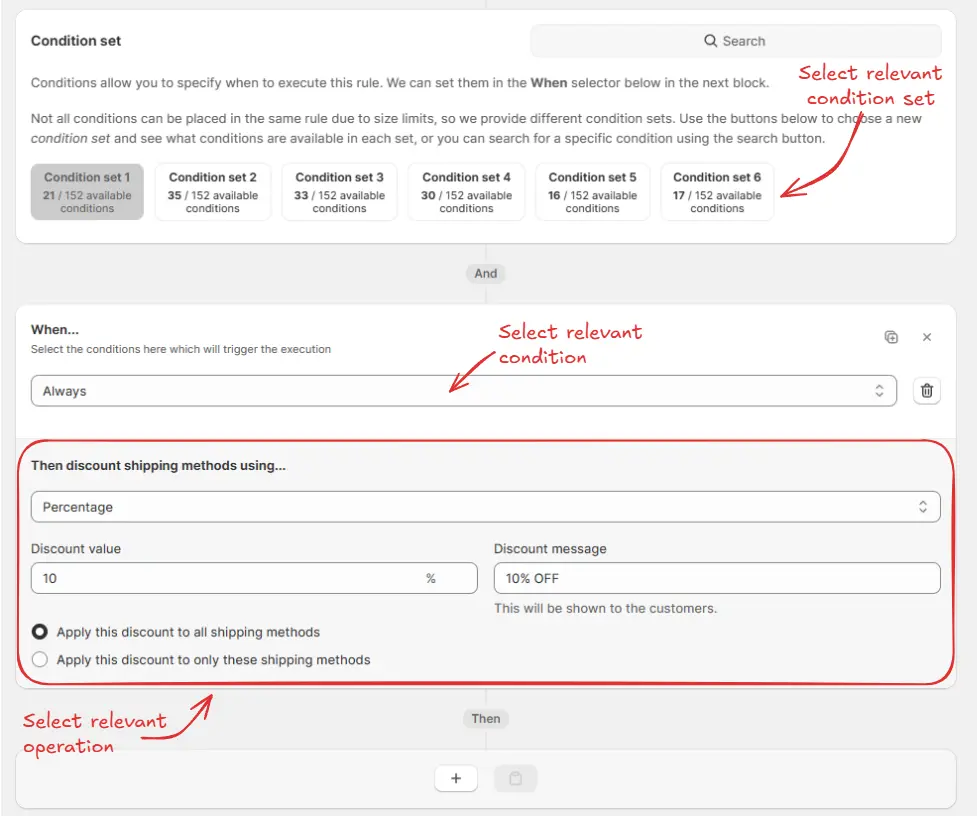 Condition set
Search
Conditions allow you to specify when to execute this rule. We can set them in the When selector below in the next block.
Select relevant
condition set
Not all conditions can be placed in the same rule due to size limits, so we provide different condition sets. Use the buttons below to choose a new
condition set and see what conditions are available in each set, or you can search for a specific condition using the search button.
Condition set 1
21 / 152 available
conditions
Condition set 2
35 / 152 available
conditions
Condition set 3
33 / 152 available
conditions
Condition set 4
30 / 152 available
conditions
Condition set 5
16 / 152 available
conditions
Condition set 6
17 / 152 available
conditions
And
When...
Select the conditions here which will trigger the execution
Select relevant
condition
Always
Then discount shipping methods using...
Percentage
Discount value
10 %
Discount message
10% OFF
This will be shown to the customers.
Apply this discount to all shipping methods
Apply this discount to only these shipping methods
Select relevant
operation
Then
+